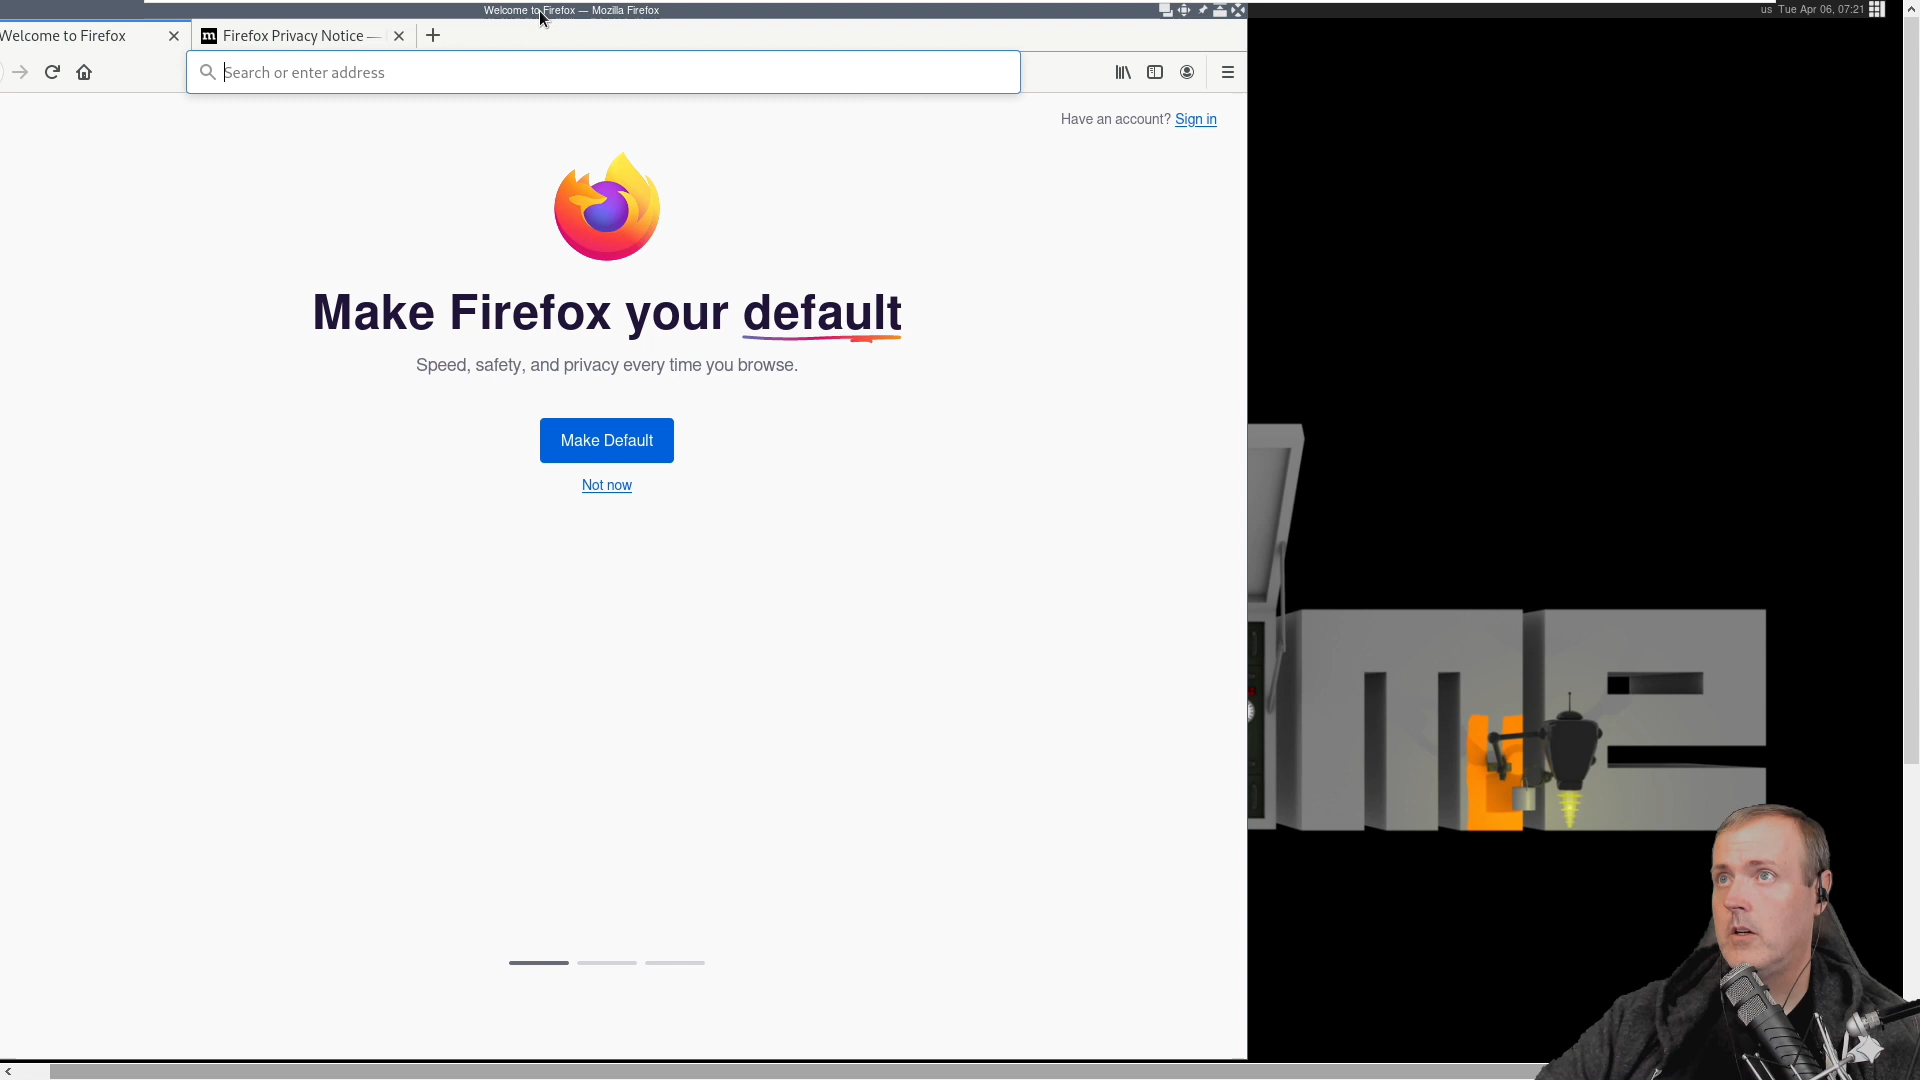 Welcome to Firefox — Mozilla Firefox
us Tue Apr 06, 07:21
Welcome to Firefox
m Firefox Privacy Notice —
Search or enter address
Have an account? Sign in
Make Firefox your default
Speed, safety, and privacy every time you browse.
Make Default
Not now
me